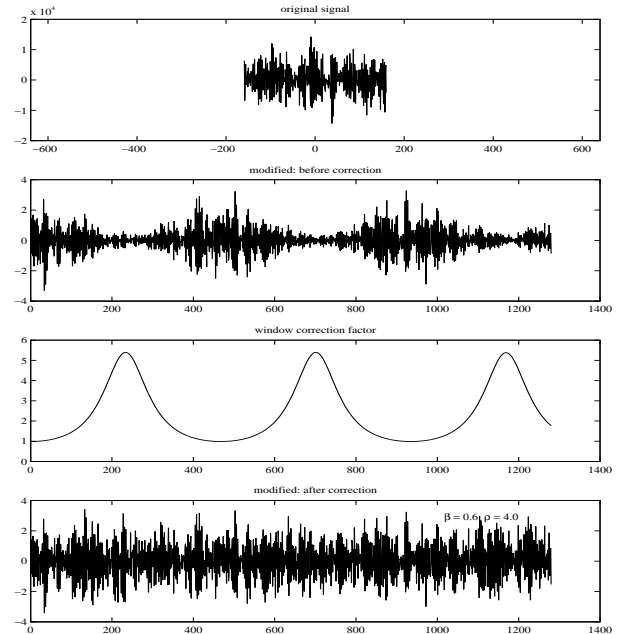 original signal
x 10⁴
2
1
0
−1
−2
−600 −400 −200 0 200 400 600
modified: before correction
4
2
0
−2
−4
0 200 400 600 800 1000 1200 1400
window correction factor
6
5
4
3
2
1
0
0 200 400 600 800 1000 1200 1400
modified: after correction
4
2
0
−2
−4
β = 0.6, ρ = 4.0
0 200 400 600 800 1000 1200 1400